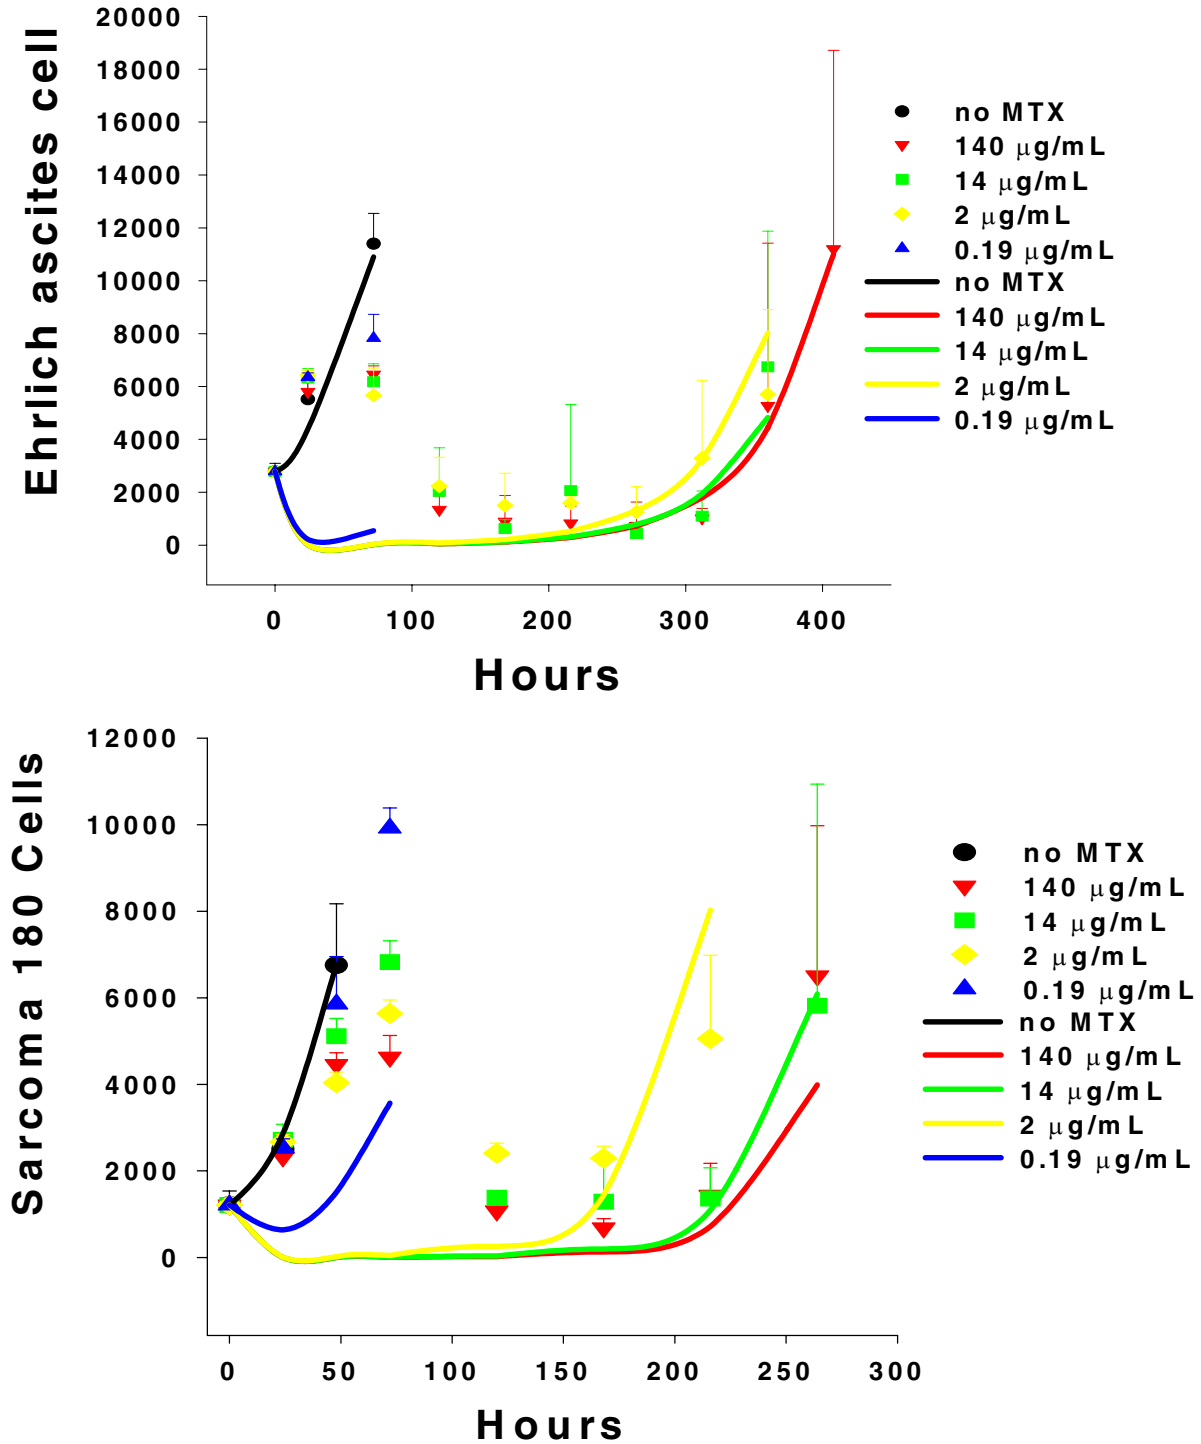 Ehrlich ascites cell
20000
18000
16000
14000
12000
10000
8000
6000
4000
2000
0
0 100 200 300 400
Hours
no MTX
140 μg/mL
14 μg/mL
2 μg/mL
0.19 μg/mL
no MTX
140 μg/mL
14 μg/mL
2 μg/mL
0.19 μg/mL
Sarcoma 180 Cells
12000
10000
8000
6000
4000
2000
0
0 50 100 150 200 250 300
Hours
no MTX
140 μg/mL
14 μg/mL
2 μg/mL
0.19 μg/mL
no MTX
140 μg/mL
14 μg/mL
2 μg/mL
0.19 μg/mL